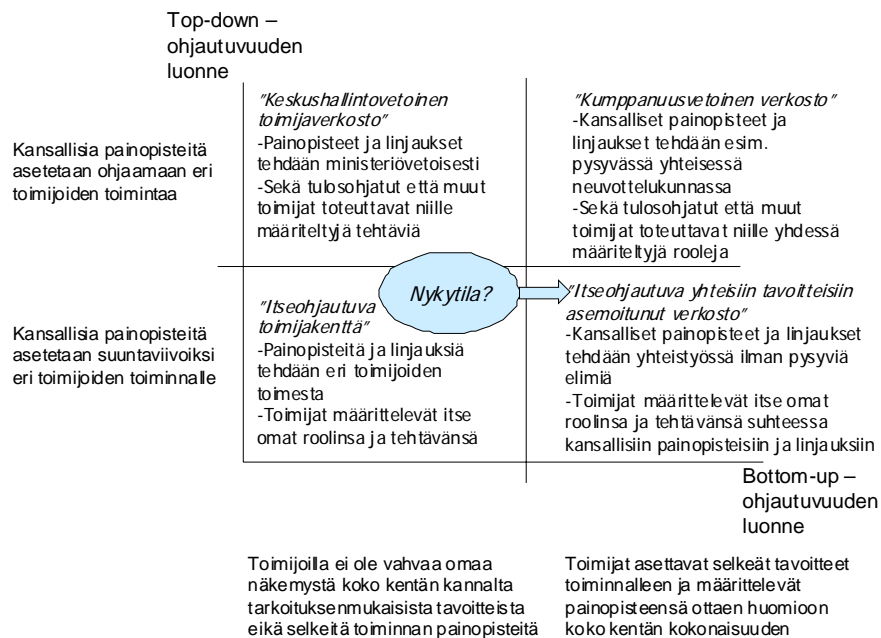 Top-down –
ohjautuvuuden
luonne
Kansallisia painopisteitä
asetetaan ohjaamaan eri
toimijoiden toimintaa
"Keskushallintovetoinen
toimijaverkosto"
-Painopisteet ja linjaukset
tehdään ministeriövetoisesti
-Sekä tulosohjatut että muut
toimijat toteuttavat niille
määriteltyjä tehtäviä
"Kumppanuusvetoinen verkosto"
-Kansalliset painopisteet ja
linjaukset tehdään esim.
pysyvässä yhteisessä
neuvottelukunnassa
-Sekä tulosohjatut että muut
toimijat toteuttavat niille yhdessä
määriteltyjä rooleja
Nykytila?
Kansallisia painopisteitä
asetetaan suuntaviivoiksi
eri toimijoiden toiminnalle
"Itseohjautuva
toimijakenttä"
-Painopisteitä ja linjauksia
tehdään eri toimijoiden
toimesta
-Toimijat määrittelevät itse
omat roolinsa ja tehtävänsä
"Itseohjautuva yhteisiin tavoitteisiin
asemoitunut verkosto"
-Kansalliset painopisteet ja linjaukset
tehdään yhteistyössä ilman pysyviä
elimiä
-Toimijat määrittelevät itse omat
roolinsa ja tehtävänsä suhteessa
kansallisiin painopisteisiin ja linjauksiin
Bottom-up –
ohjautuvuuden
luonne
Toimijoilla ei ole vahvaa omaa
näkemystä koko kentän kannalta
tarkoituksenmukaisista tavoitteista
eikä selkeitä toiminnan painopisteitä
Toimijat asettavat selkeät tavoitteet
toiminnalleen ja määrittelevät
painopisteensä ottaen huomioon
koko kentän kokonaisuuden